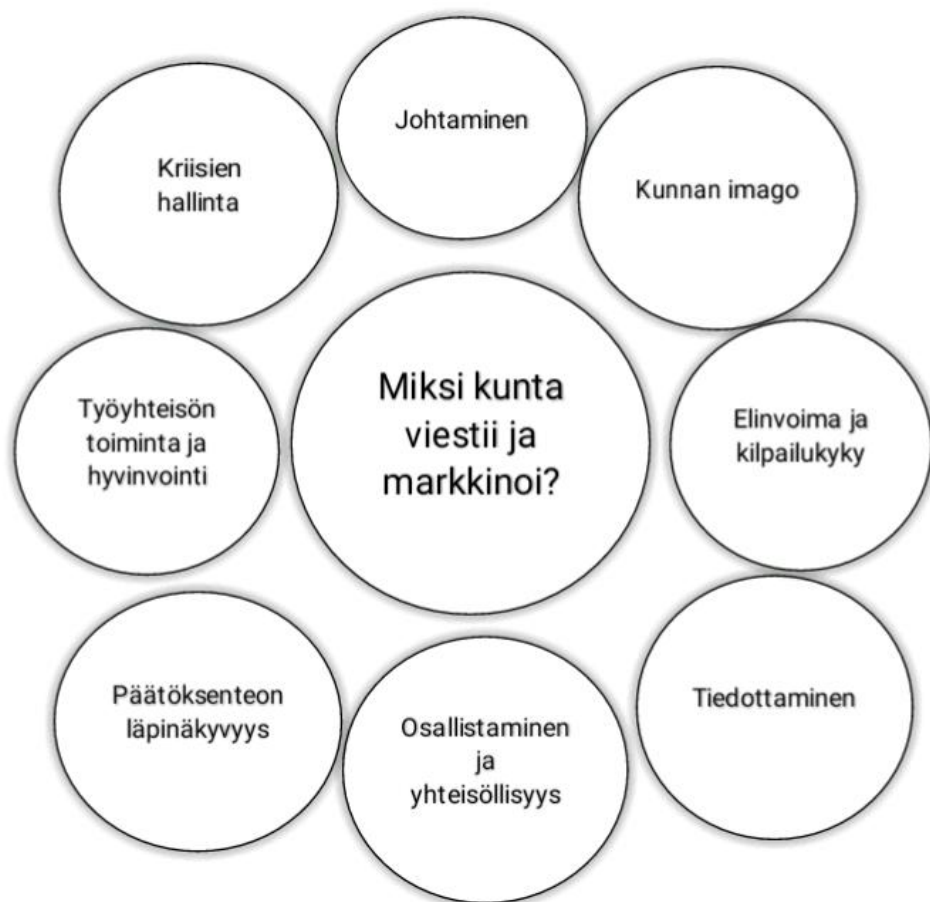 Johtaminen
Kriisien
hallinta
Kunnan imago
Miksi kunta
viestii ja
markkinoi?
Työyhteisön
toiminta ja
hyvinvointi
Elinvoima ja
kilpailukyky
Päätöksenteon
läpinäkyvyys
Osallistaminen
ja
yhteisöllisyys
Tiedottaminen